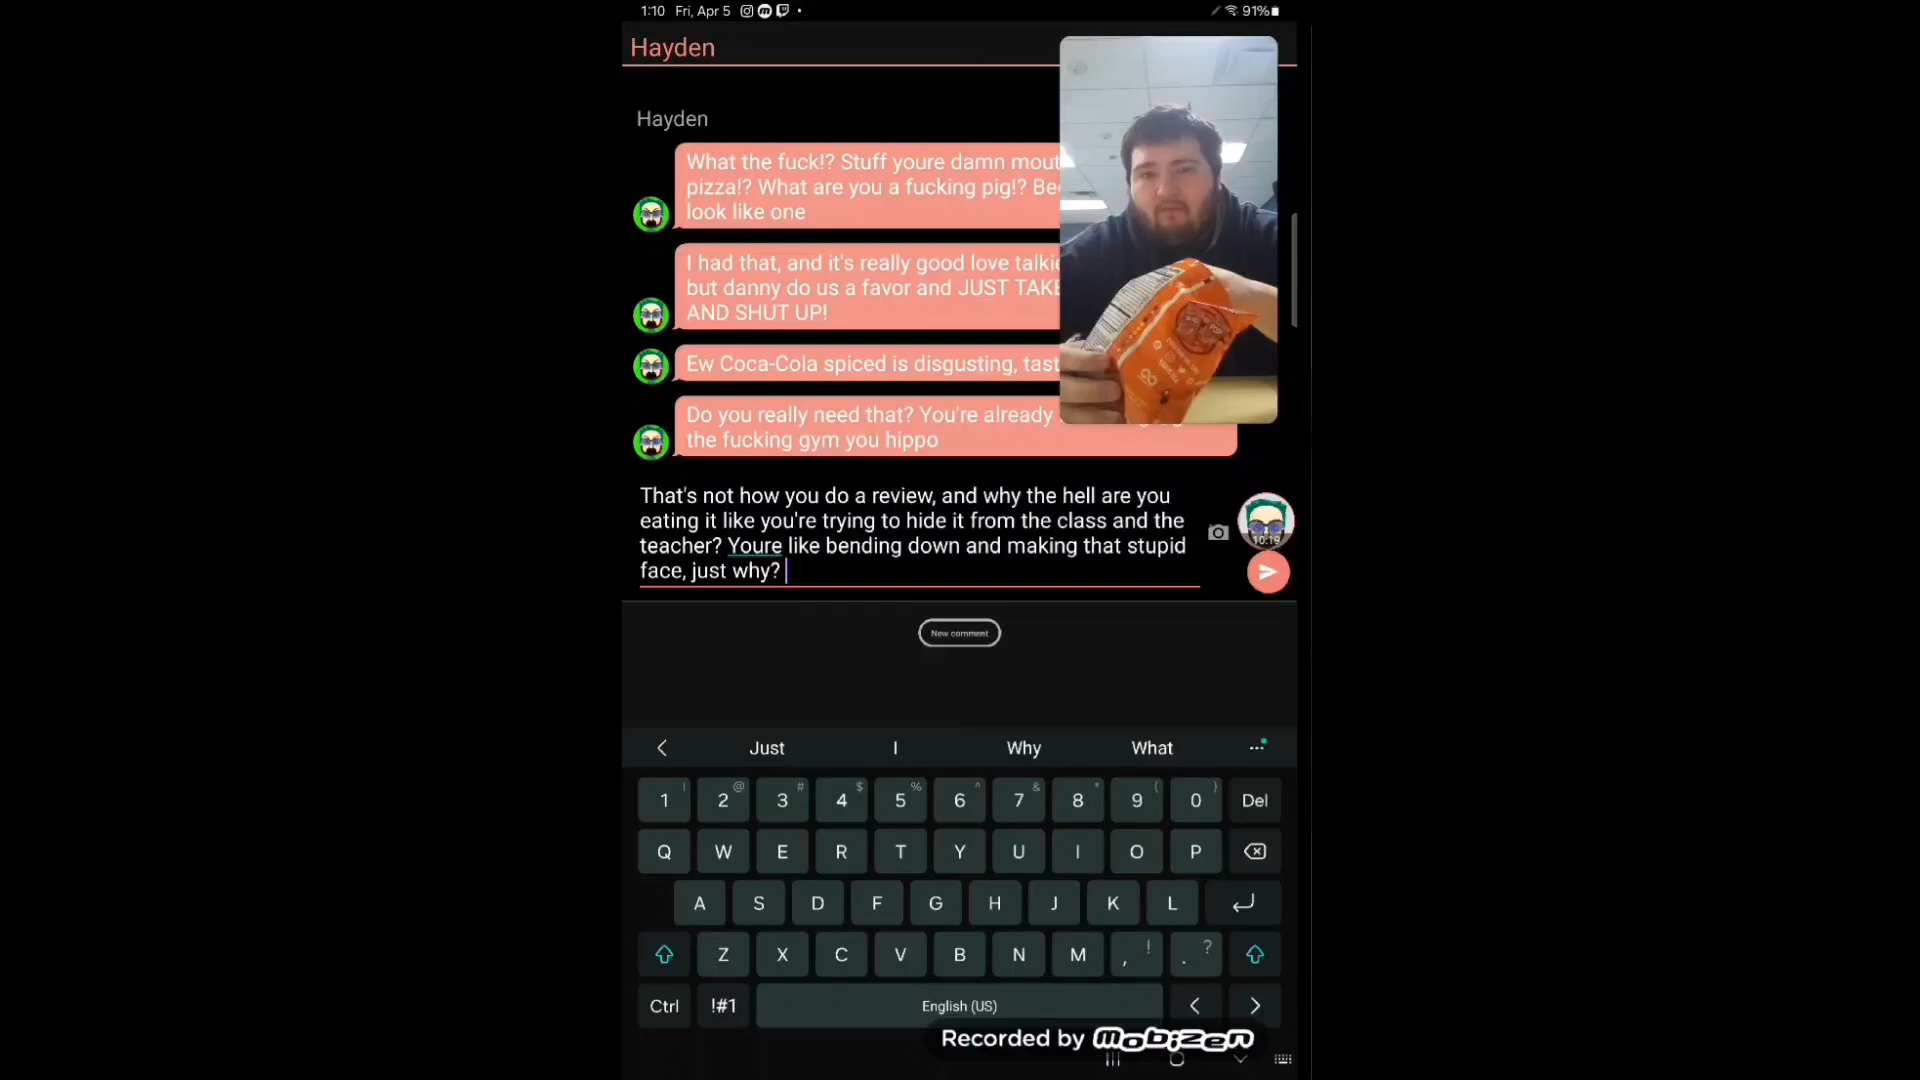 1:10 Fri, Apr 5
91%
Hayden
Hayden
What the fuck!? Stuff youre damn mout
pizza!? What are you a fucking pig!? Be
look like one
I had that, and it's really good love talkie
but danny do us a favor and JUST TAKE
AND SHUT UP!
Ew Coca-Cola spiced is disgusting, tast
Do you really need that? You're already
the fucking gym you hippo
That's not how you do a review, and why the hell are you
eating it like you're trying to hide it from the class and the
teacher? Youre like bending down and making that stupid
face, just why?
10:19
New comment
Just I Why What
1 ! 2 @ 3 # 4 $ 5 % 6 ^ 7 & 8 * 9 ( 0 ) Del
Q W E R T Y U I O P
A S D F G H J K L
Z X C V B N M , ! . ?
Ctrl !#1 English (US) < >
Recorded by mobizen